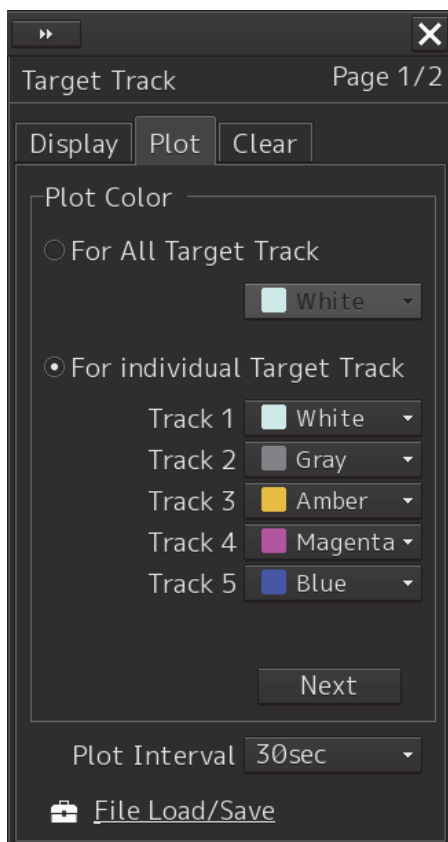 Target Track Page 1/2
Display Plot Clear
Plot Color
For All Target Track
White
For individual Target Track
Track 1 White
Track 2 Gray
Track 3 Amber
Track 4 Magenta
Track 5 Blue
Next
Plot Interval 30sec
File Load/Save